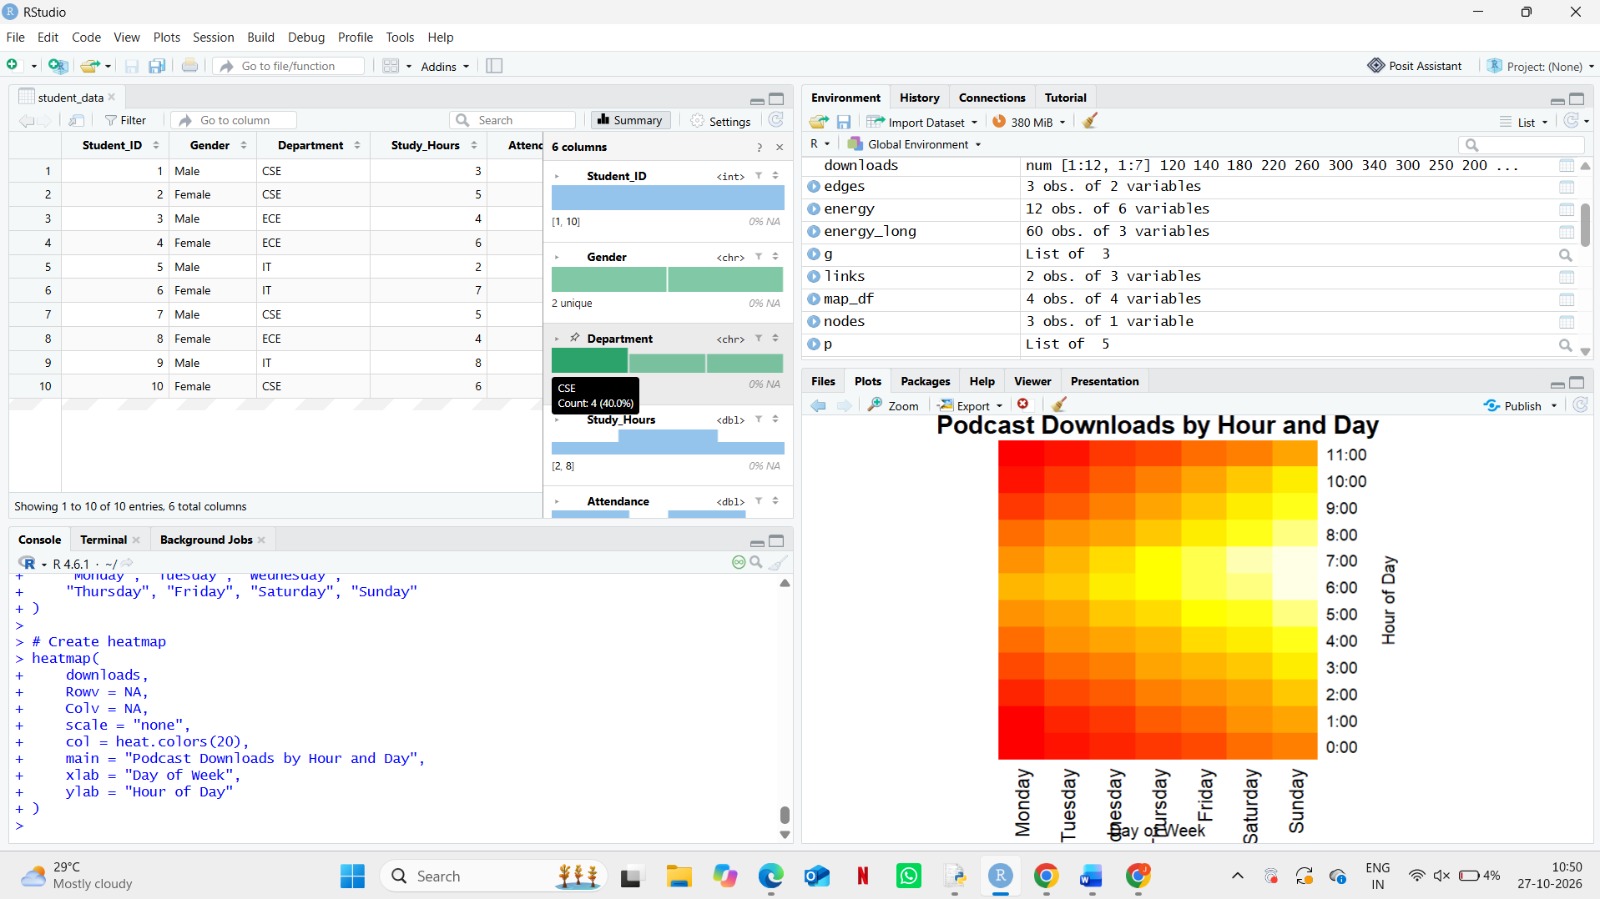 RStudio
File Edit Code View Plots Session Build Debug Profile Tools Help
Go to file/function Addins Posit Assistant Project: (None)
student_data
Filter Go to column Search Summary Settings
Student_ID Gender Department Study_Hours Attenc
1 1 Male CSE 3
2 2 Female CSE 5
3 3 Male ECE 4
4 4 Female ECE 6
5 5 Male IT 2
6 6 Female IT 7
7 7 Male CSE 5
8 8 Female ECE 4
9 9 Male IT 8
10 10 Female CSE 6
Showing 1 to 10 of 10 entries, 6 total columns
6 columns
Student_ID <int>
[1, 10] 0% NA
Gender <chr>
2 unique 0% NA
Department <chr>
0% NA
CSE
Count: 4 (40.0%)
Study_Hours <dbl>
[2, 8] 0% NA
Attendance <dbl>
Console Terminal Background Jobs
R 4.6.1 · ~/
+ "Monday", "Tuesday", "Wednesday",
+ "Thursday", "Friday", "Saturday", "Sunday"
+ )
>
> # Create heatmap
> heatmap(
+ downloads,
+ Rowv = NA,
+ Colv = NA,
+ scale = "none",
+ col = heat.colors(20),
+ main = "Podcast Downloads by Hour and Day",
+ xlab = "Day of Week",
+ ylab = "Hour of Day"
+ )
>
Environment History Connections Tutorial
Import Dataset 380 MiB List
R Global Environment
downloads num [1:12, 1:7] 120 140 180 220 260 300 340 300 250 200 ...
edges 3 obs. of 2 variables
energy 12 obs. of 6 variables
energy_long 60 obs. of 3 variables
g List of 3
links 2 obs. of 3 variables
map_df 4 obs. of 4 variables
nodes 3 obs. of 1 variable
p List of 5
Files Plots Packages Help Viewer Presentation
Zoom Export Publish
Podcast Downloads by Hour and Day
11:00
10:00
9:00
8:00
7:00
6:00
5:00
4:00
3:00
2:00
1:00
0:00
Hour of Day
Monday Tuesday Friday Saturday Sunday
Day of Week
29°C
Mostly cloudy
Search
ENG
IN
4%
10:50
27-10-2026